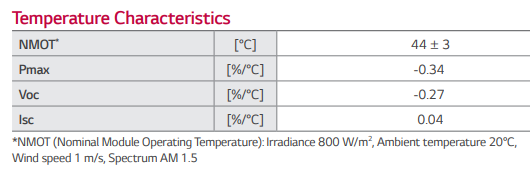 Temperature Characteristics
NMOT* [°C] 44 ± 3
Pmax [%/°C] -0.34
Voc [%/°C] -0.27
Isc [%/°C] 0.04
*NMOT (Nominal Module Operating Temperature): Irradiance 800 W/m², Ambient temperature 20°C,
Wind speed 1 m/s, Spectrum AM 1.5